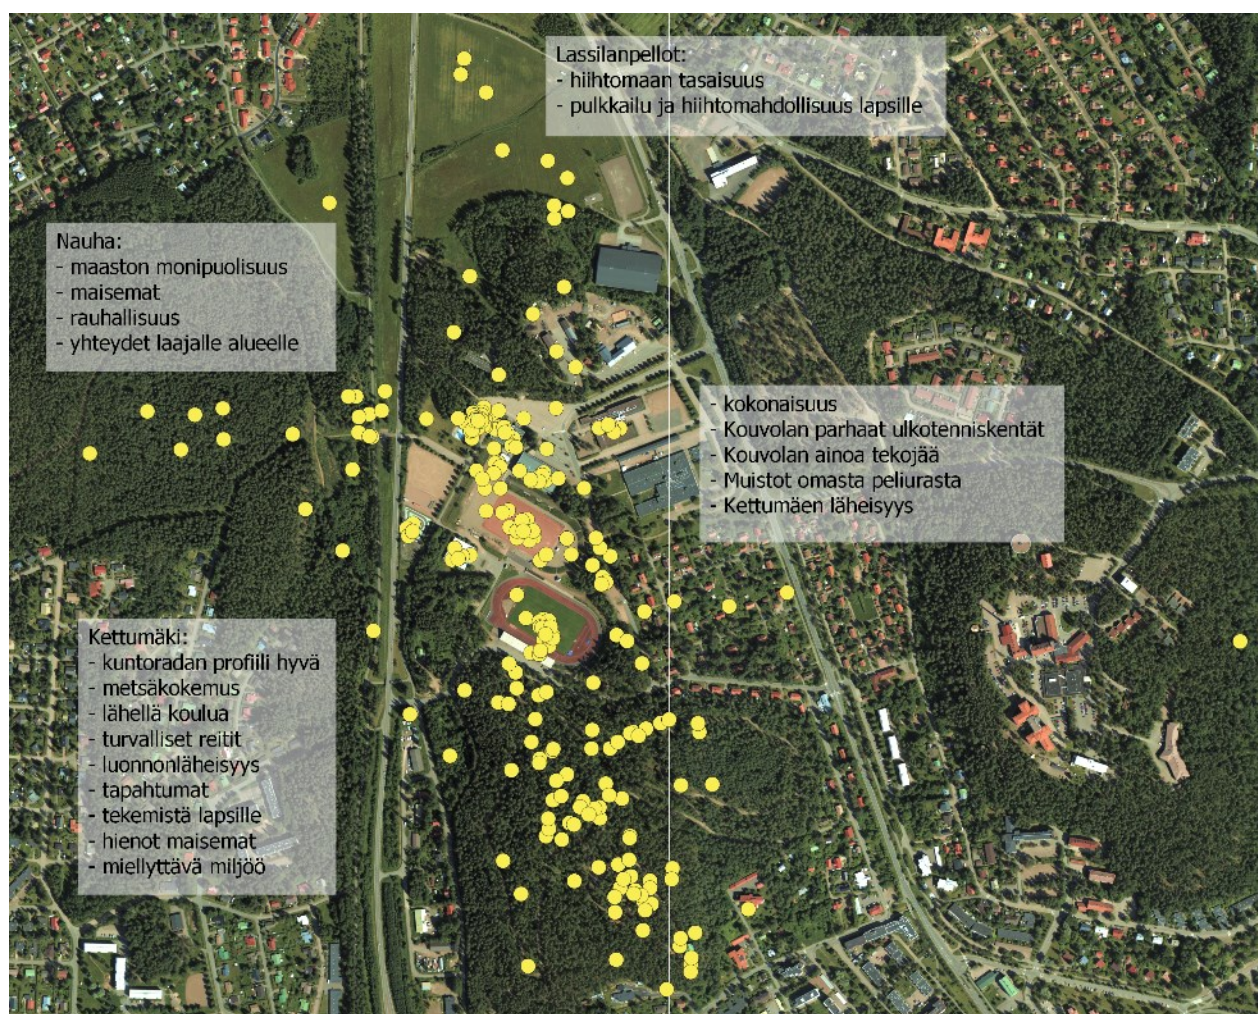 Lassilanpellot:
- hiihtomaan tasaisuus
- pulkkailu ja hiihtomahdollisuus lapsille
Nauha:
- maaston monipuolisuus
- maisemat
- rauhallisuus
- yhteydet laajalle alueelle
- kokonaisuus
- Kouvolan parhaat ulkotenniskentät
- Kouvolan ainoa tekojää
- Muistot omasta peliurasta
- Kettumäen läheisyys
Kettumäki:
- kuntoradan profiili hyvä
- metsäkokemus
- lähellä koulua
- turvalliset reitit
- luonnonläheisyys
- tapahtumat
- tekemistä lapsille
- hienot maisemat
- miellyttävä miljöö